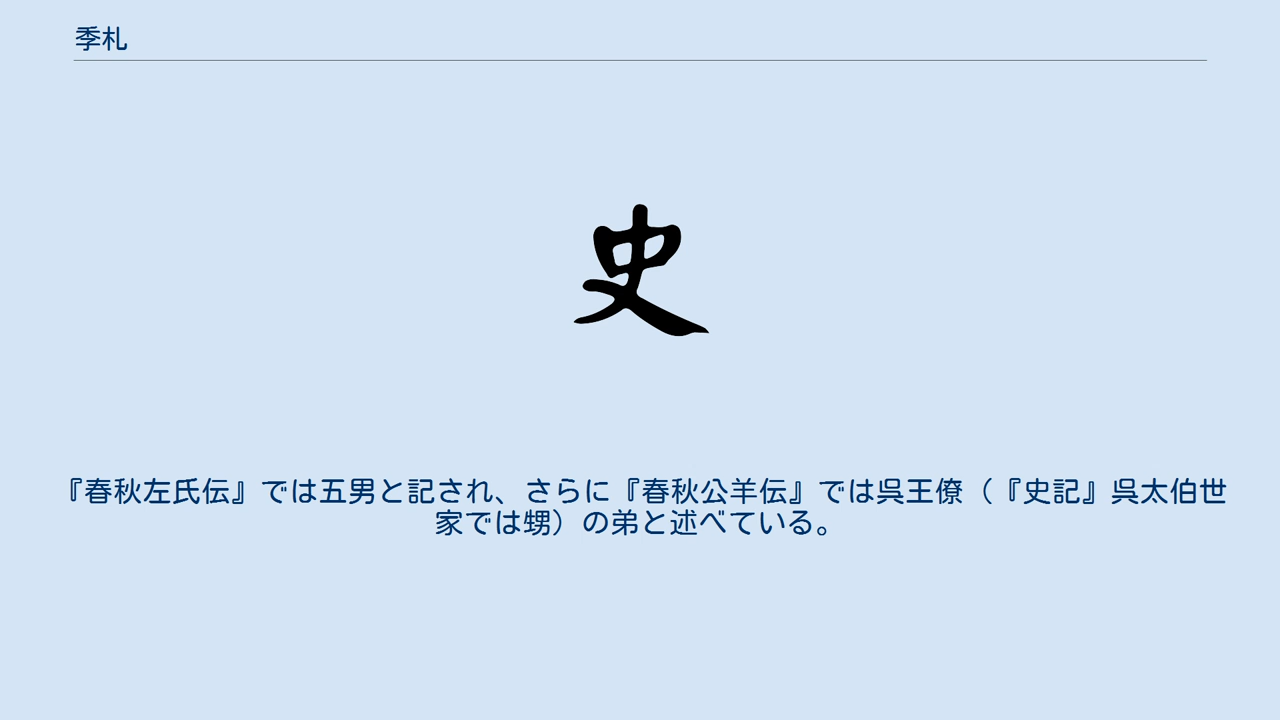 季札
史
『春秋左氏伝』では五男と記され、さらに『春秋公羊伝』では呉王僚（『史記』呉太伯世
家では甥）の弟と述べている。